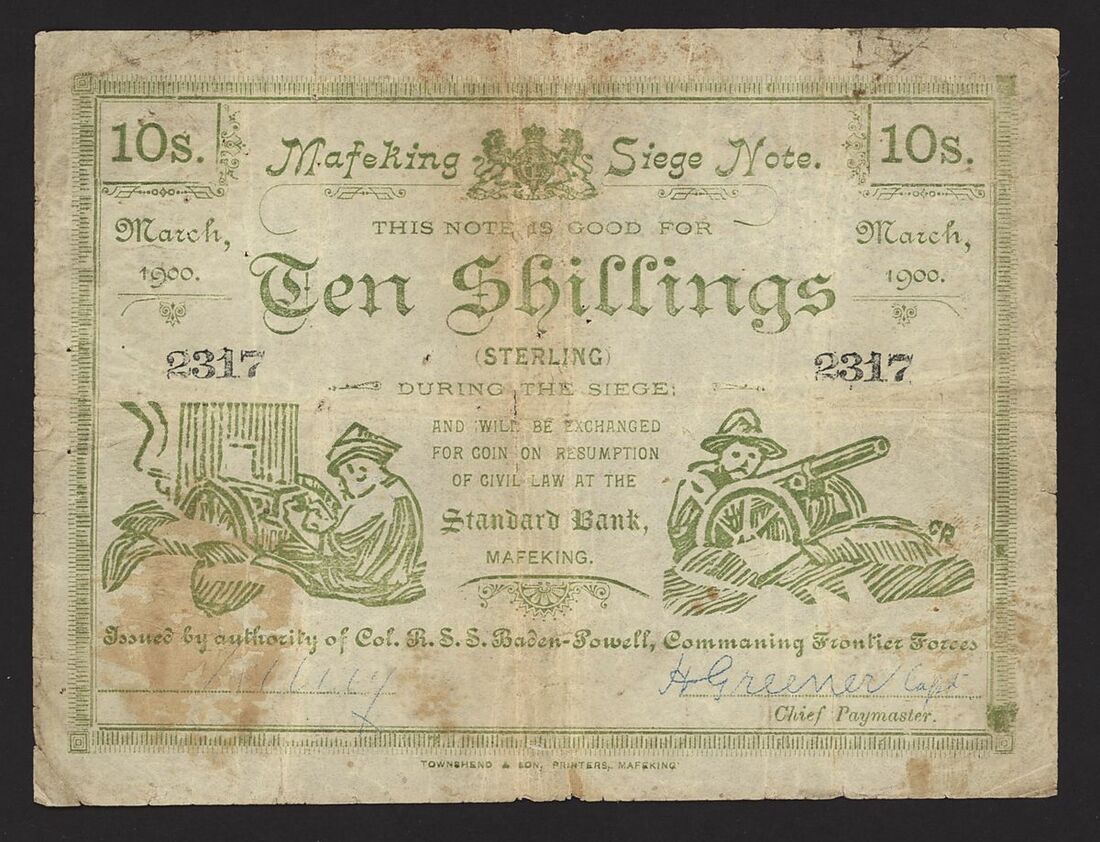 10s. Mafeking Siege Note. 10s.
March, 1900.
March, 1900.
THIS NOTE IS GOOD FOR
Ten Shillings
(STERLING)
2317 2317
DURING THE SIEGE;
AND WILL BE EXCHANGED
FOR COIN ON RESUMPTION
OF CIVIL LAW AT THE
Standard Bank,
MAFEKING.
CR
Issued by authority of Col. R. S. S. Baden-Powell, Commaning Frontier Forces
H Greener Capt
Chief Paymaster.
TOWNSHEND & SON, PRINTERS, MAFEKING